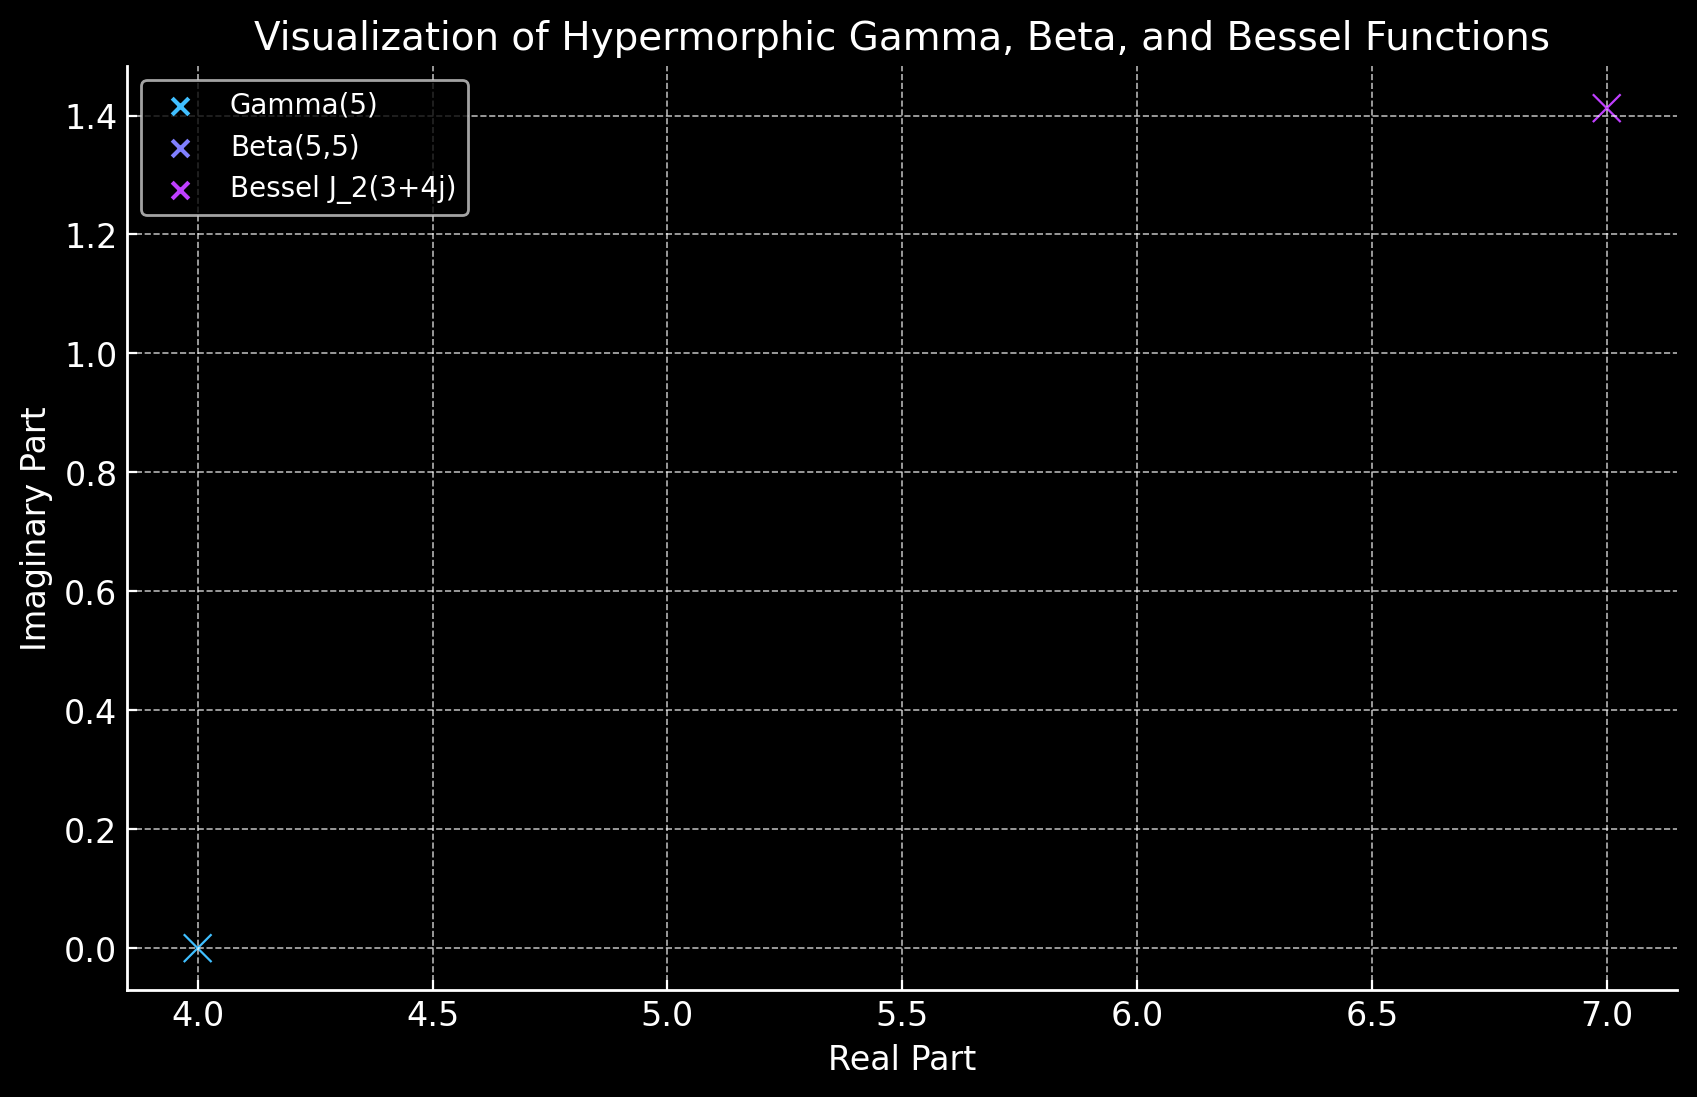 Visualization of Hypermorphic Gamma, Beta, and Bessel Functions
Gamma(5)
Beta(5,5)
Bessel J_2(3+4j)
1.4
1.2
1.0
0.8
0.6
0.4
0.2
0.0
Imaginary Part
4.0 4.5 5.0 5.5 6.0 6.5 7.0
Real Part